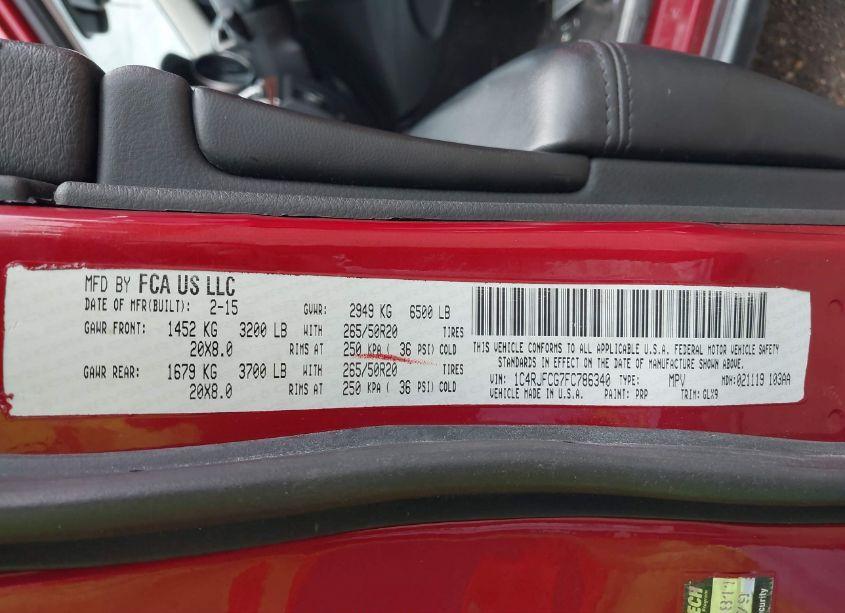 MFD BY FCA US LLC
DATE OF MFR(BUILT): 2-15 GVWR: 2949 KG 6500 LB
GAWR FRONT: 1452 KG 3200 LB WITH 265/50R20 TIRES
20X8.0 RIMS AT 250 KPA ( 36 PSI) COLD
GAWR REAR: 1679 KG 3700 LB WITH 265/50R20 TIRES
20X8.0 RIMS AT 250 KPA ( 36 PSI) COLD
THIS VEHICLE CONFORMS TO ALL APPLICABLE U.S.A. FEDERAL MOTOR VEHICLE SAFETY
STANDARDS IN EFFECT ON THE DATE OF MANUFACTURE SHOWN ABOVE.
VIN: 1C4RJFCG7FC786340 TYPE: MPV MDH:021119 103AA
VEHICLE MADE IN U.S.A. PAINT: PRP TRIM: GLX9
TECH
curity